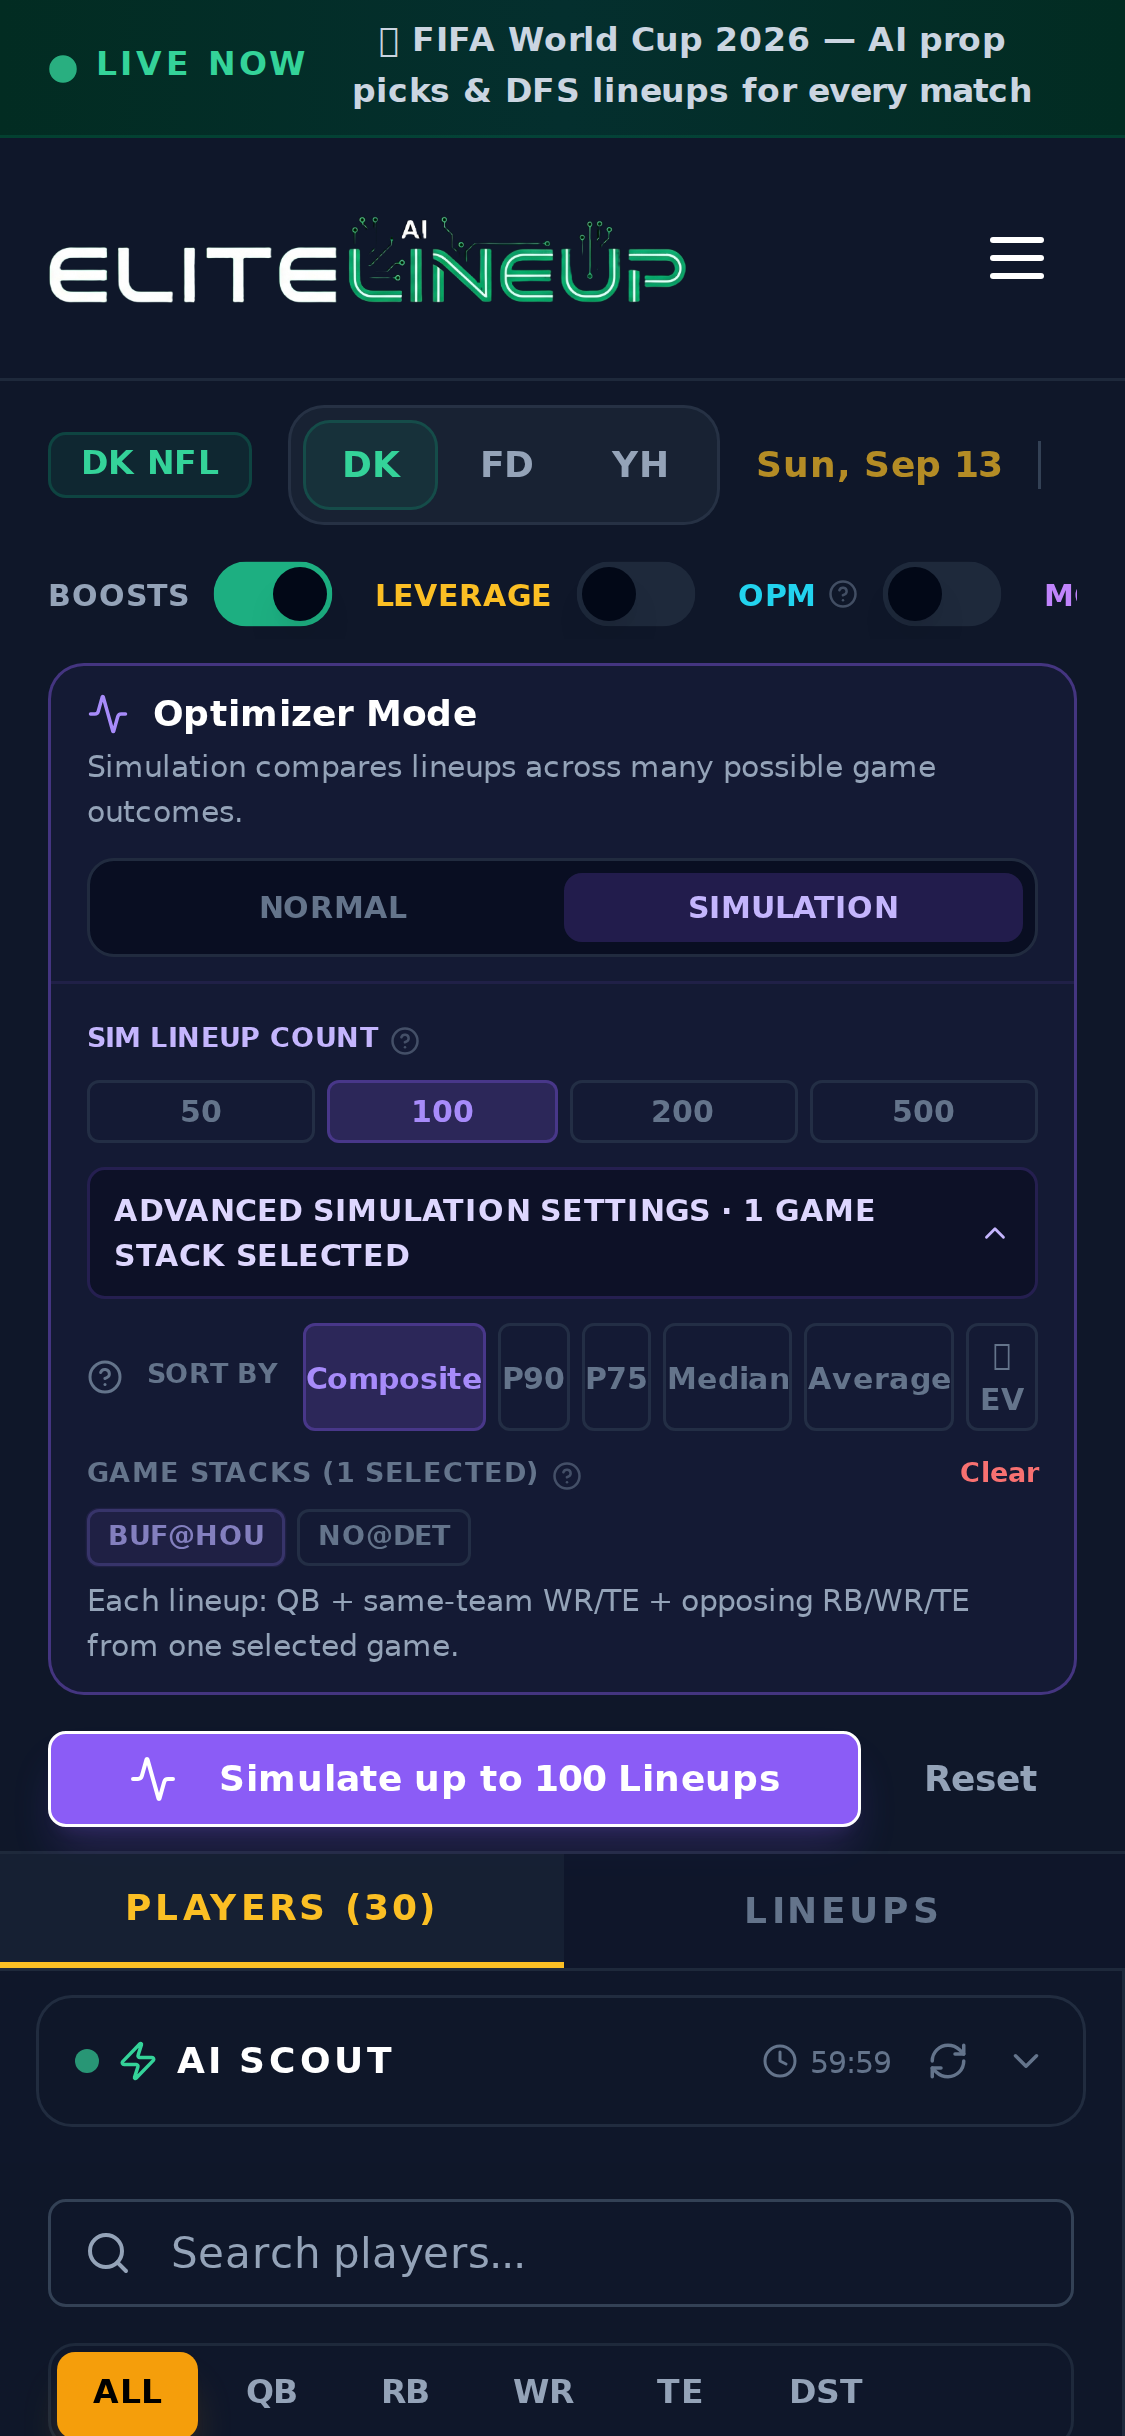 LIVE NOW
FIFA World Cup 2026 — AI prop
picks & DFS lineups for every match
ELITE LINEUP AI
DK NFL
DK FD YH
Sun, Sep 13
BOOSTS LEVERAGE OPM
Optimizer Mode
Simulation compares lineups across many possible game
outcomes.
NORMAL SIMULATION
SIM LINEUP COUNT
50 100 200 500
ADVANCED SIMULATION SETTINGS · 1 GAME
STACK SELECTED
SORT BY Composite P90 P75 Median Average EV
GAME STACKS (1 SELECTED) Clear
BUF@HOU NO@DET
Each lineup: QB + same-team WR/TE + opposing RB/WR/TE
from one selected game.
Simulate up to 100 Lineups Reset
PLAYERS (30) LINEUPS
AI SCOUT 59:59
Search players...
ALL QB RB WR TE DST